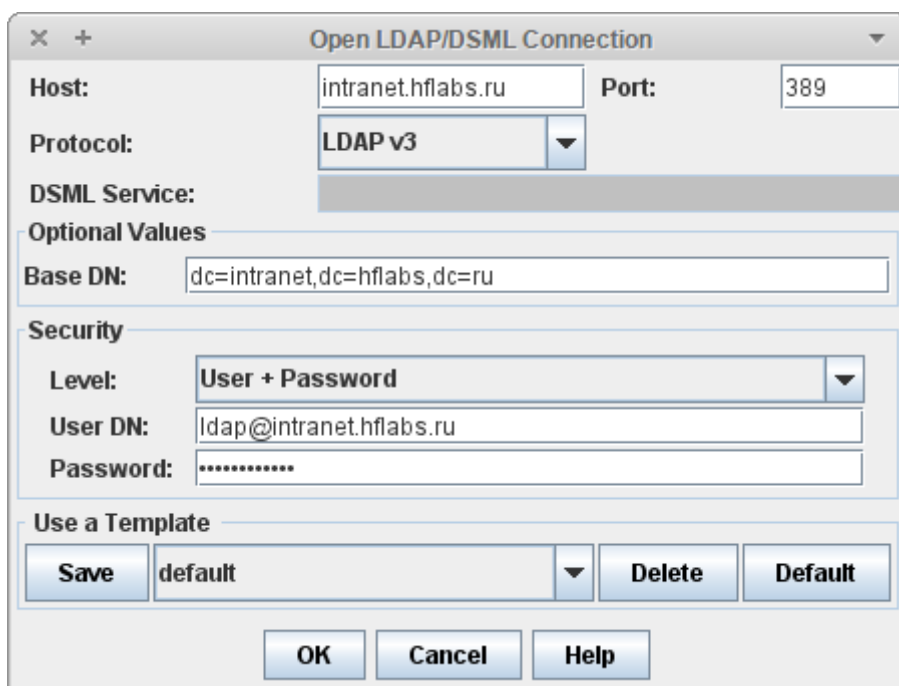 Open LDAP/DSML Connection
Host: intranet.hflabs.ru Port: 389
Protocol: LDAP v3
DSML Service:
Optional Values
Base DN: dc=intranet,dc=hflabs,dc=ru
Security
Level: User + Password
User DN: ldap@intranet.hflabs.ru
Password: ••••••••••••
Use a Template
Save default Delete Default
OK Cancel Help